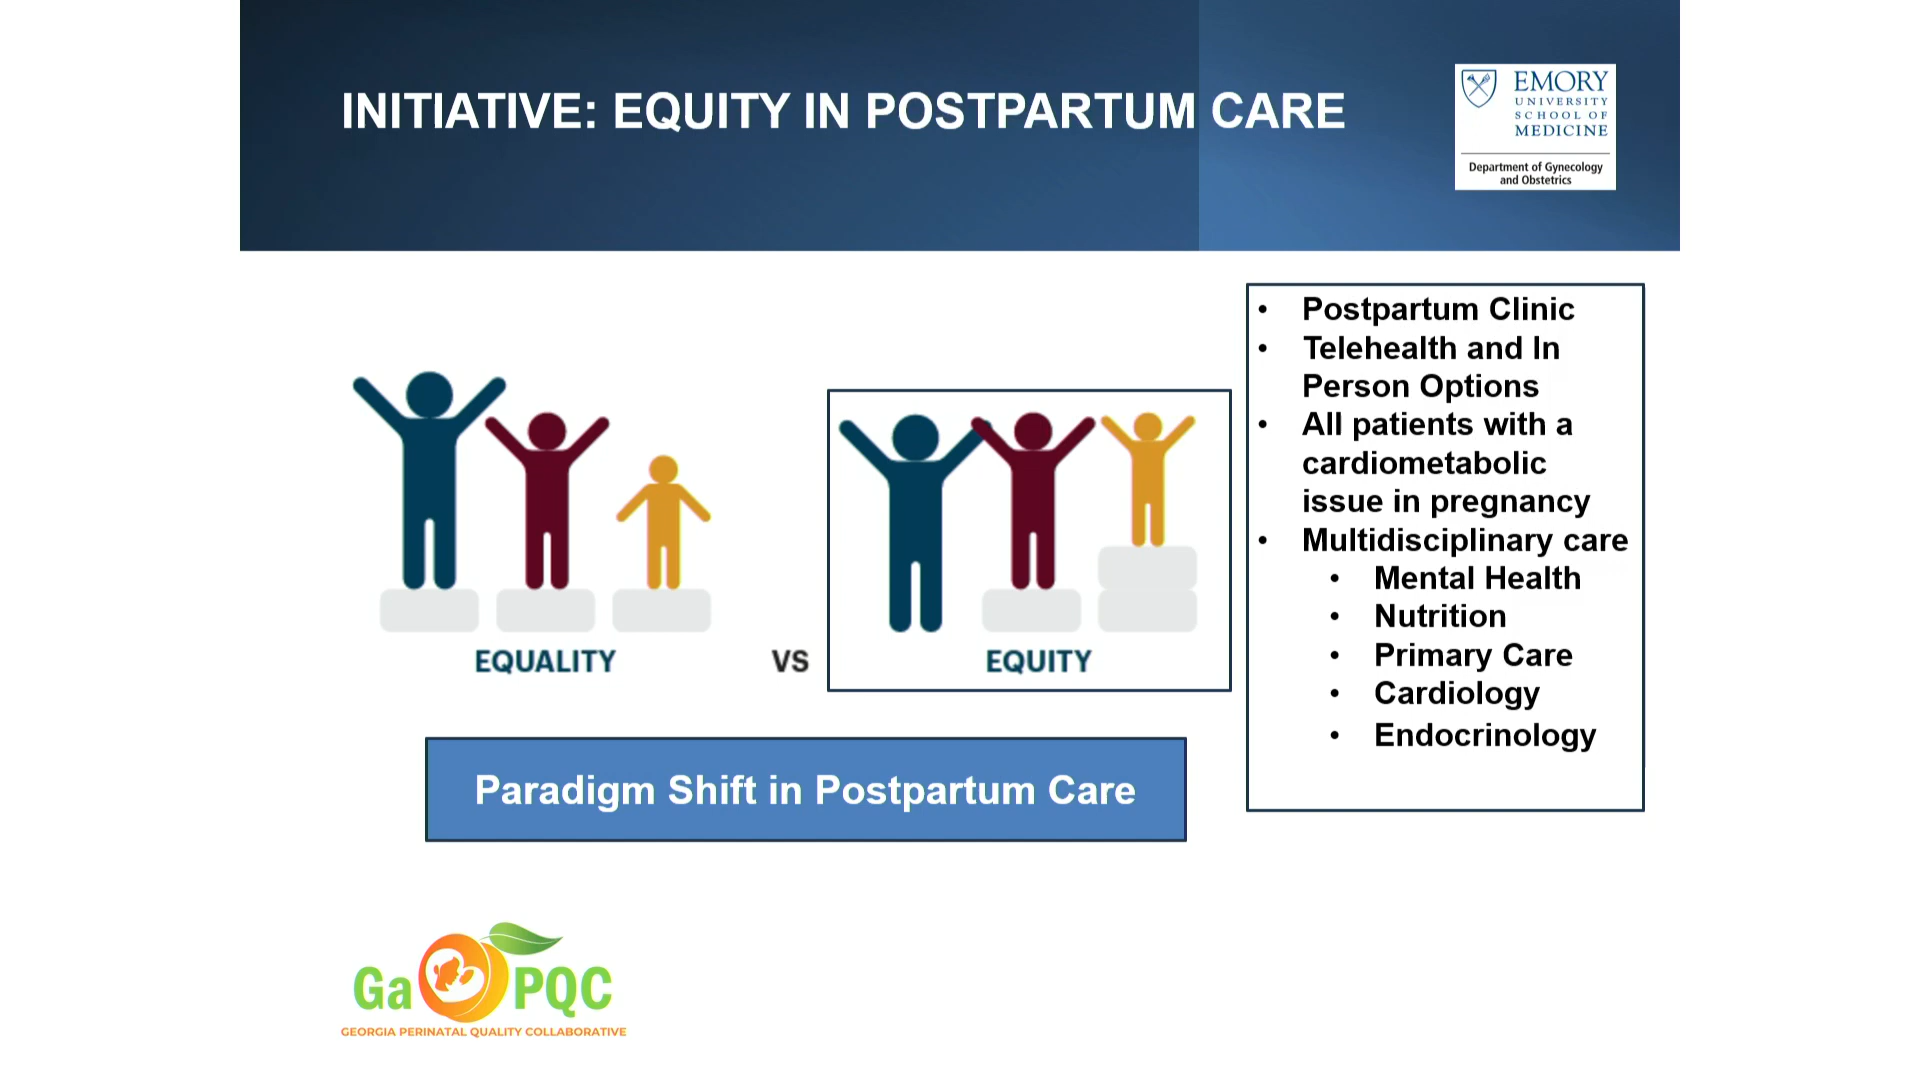 INITIATIVE: EQUITY IN POSTPARTUM CARE
EMORY
UNIVERSITY
SCHOOL OF
MEDICINE
Department of Gynecology
and Obstetrics
EQUALITY
VS
EQUITY
• Postpartum Clinic
• Telehealth and In
Person Options
• All patients with a
cardiometabolic
issue in pregnancy
• Multidisciplinary care
• Mental Health
• Nutrition
• Primary Care
• Cardiology
• Endocrinology
Paradigm Shift in Postpartum Care
Ga PQC
GEORGIA PERINATAL QUALITY COLLABORATIVE